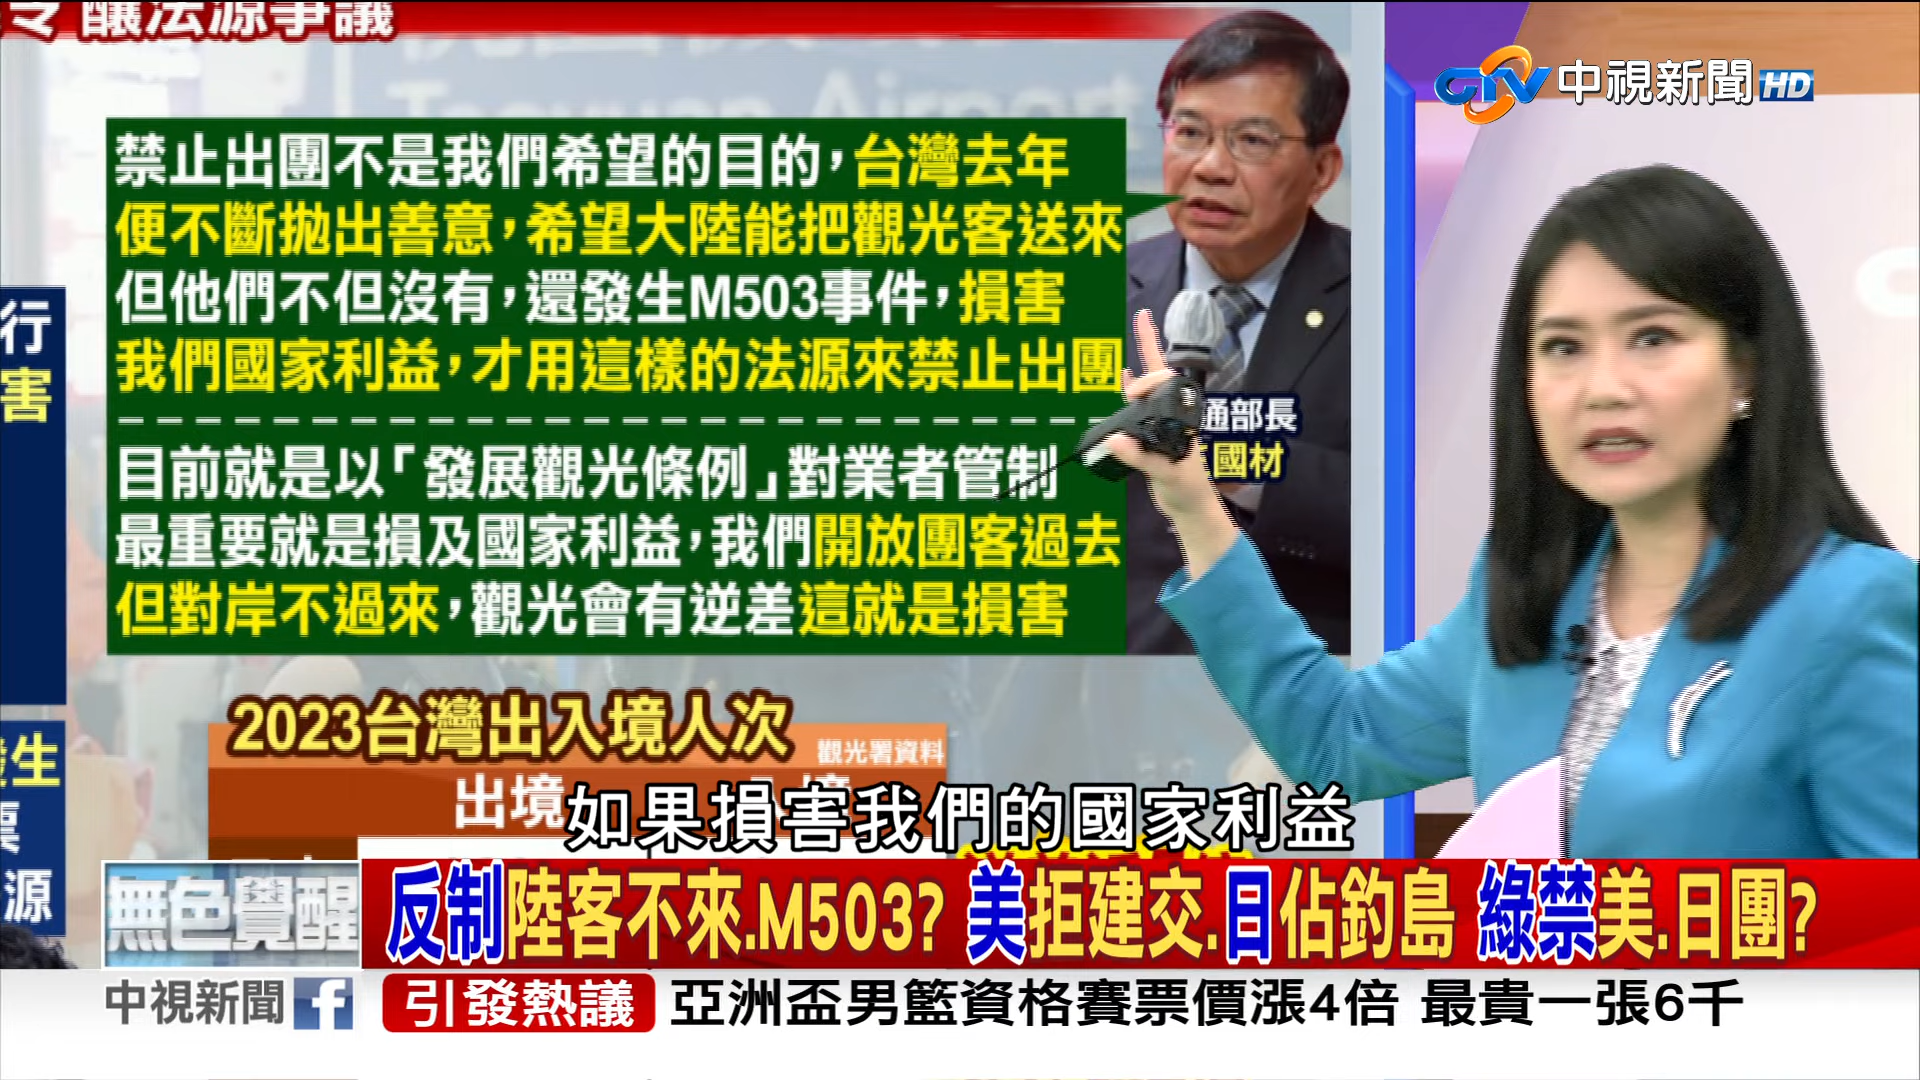 釀法源爭議
中視新聞HD
禁止出團不是我們希望的目的，台灣去年
便不斷拋出善意，希望大陸能把觀光客送來
但他們不但沒有，還發生M503事件，損害
我們國家利益，才用這樣的法源來禁止出團
通部長
國材
目前就是以「發展觀光條例」對業者管制
最重要就是損及國家利益，我們開放團客過去
但對岸不過來，觀光會有逆差這就是損害
行
害
生
源
2023台灣出入境人次
觀光署資料
出境
如果損害我們的國家利益
無色覺醒
反制陸客不來.M503? 美拒建交.日佔釣島 綠禁美.日團?
中視新聞
引發熱議 亞洲盃男籃資格賽票價漲4倍 最貴一張6千